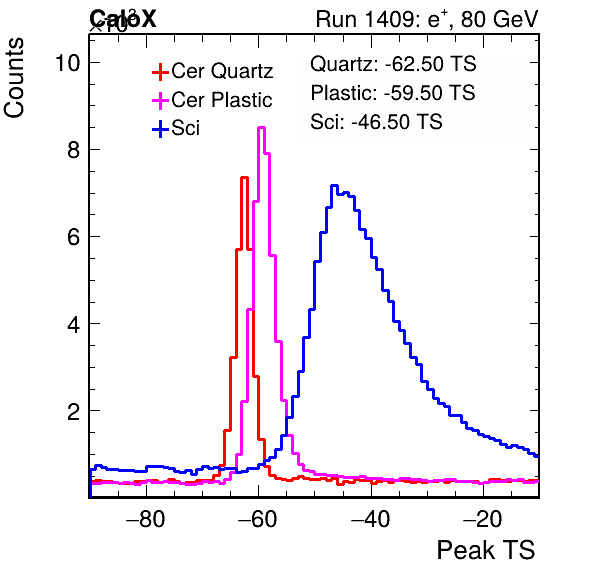 CaloX
×10³
Run 1409: e⁺, 80 GeV
Counts
10
8
6
4
2
Cer Quartz
Cer Plastic
Sci
Quartz: -62.50 TS
Plastic: -59.50 TS
Sci: -46.50 TS
−80 −60 −40 −20
Peak TS